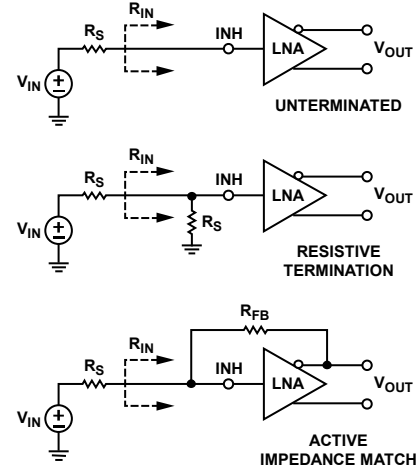 RIN
RS
INH
LNA
VOUT
VIN
UNTERMINATED
RIN
RS
INH
LNA
VOUT
RS
VIN
RESISTIVE
TERMINATION
RFB
RIN
RS
INH
LNA
VOUT
VIN
ACTIVE
IMPEDANCE MATCH